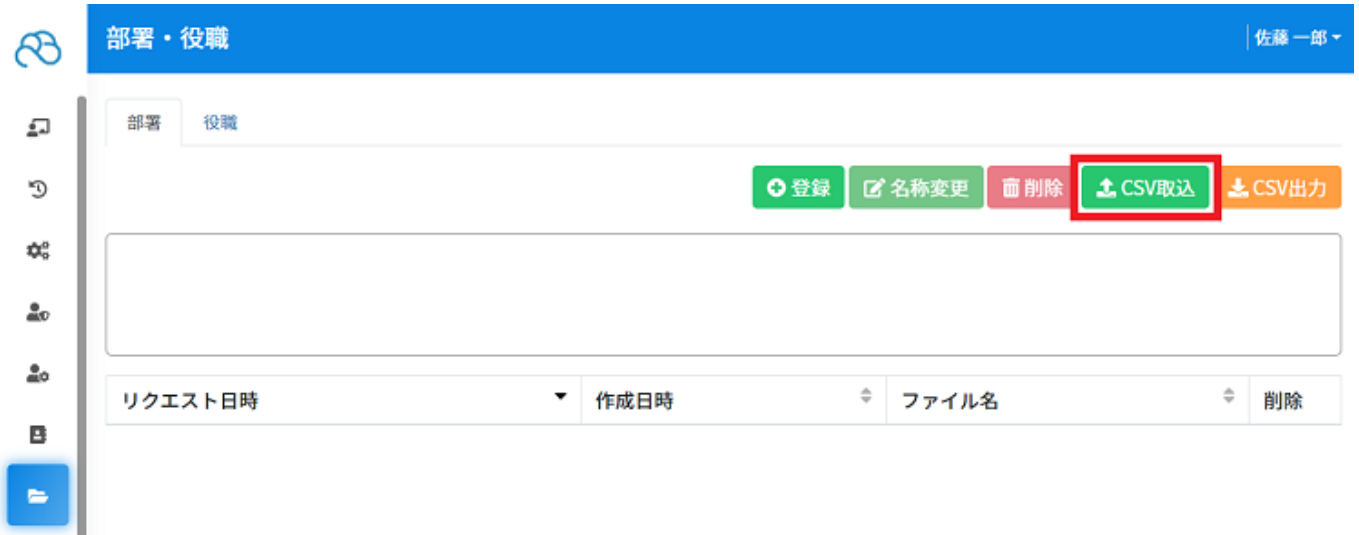 部署・役職
佐藤 一郎
部署 役職
登録 名称変更 削除 CSV取込 CSV出力
リクエスト日時 作成日時 ファイル名 削除